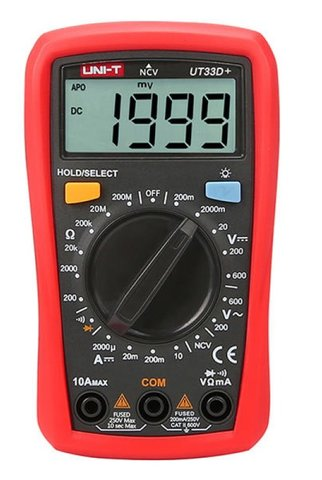 UNI-T
NCV
UT33D+
APO
mV
DC
1999
HOLD/SELECT
OFF
200M
200m
20M
2000m
Ω
200k
20
V
20k
200
2000
600
200
200
600
V~
2000μ
NCV
A
20m
200m
10
CE
10AMAX
COM
VΩmA
FUSED
250V Max
10 sec Max
FUSED
200mA/250V
CAT II 600V